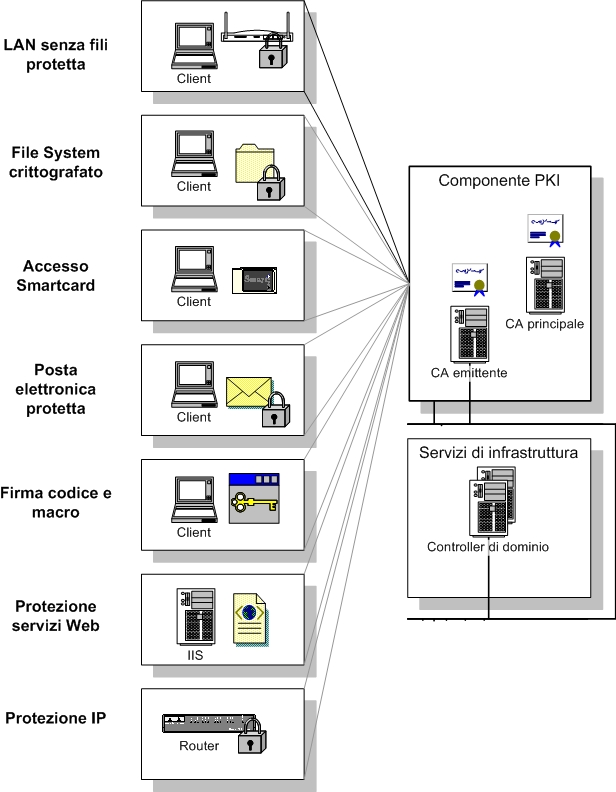 LAN senza fili
protetta
Client
File System
crittografato
Client
Accesso
Smartcard
Client
Posta
elettronica
protetta
Client
Firma codice e
macro
Client
Protezione
servizi Web
IIS
Protezione IP
Router
Componente PKI
CA principale
CA emittente
Servizi di infrastruttura
Controller di dominio